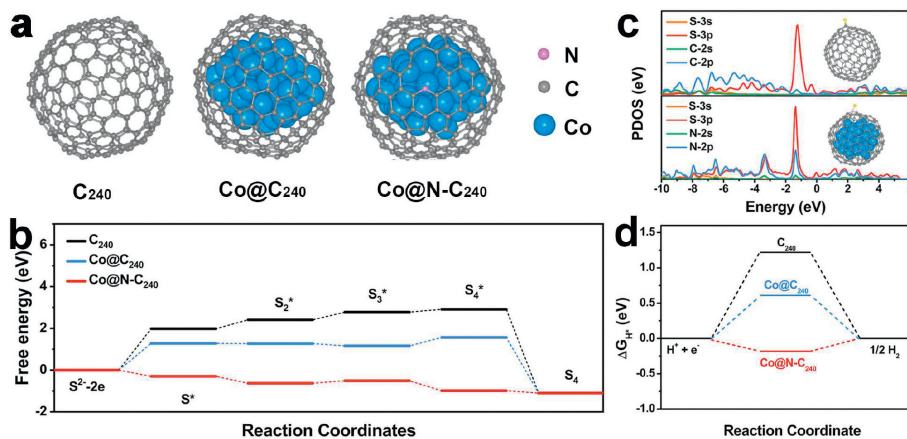 a
N
C
Co
C240
Co@C240
Co@N-C240
b
Free energy (eV)
6
4
2
0
-2
C240
Co@C240
Co@N-C240
S2-2e
S*
S2*
S3*
S4*
S4
Reaction Coordinates
c
PDOS (eV)
S-3s
S-3p
C-2s
C-2p
S-3s
S-3p
N-2s
N-2p
-10 -8 -6 -4 -2 0 2 4
Energy (eV)
d
ΔGH* (eV)
1.5
1.0
0.5
0.0
-0.5
-1.0
C240
Co@C240
H+ + e-
1/2 H2
Co@N-C240
Reaction Coordinate